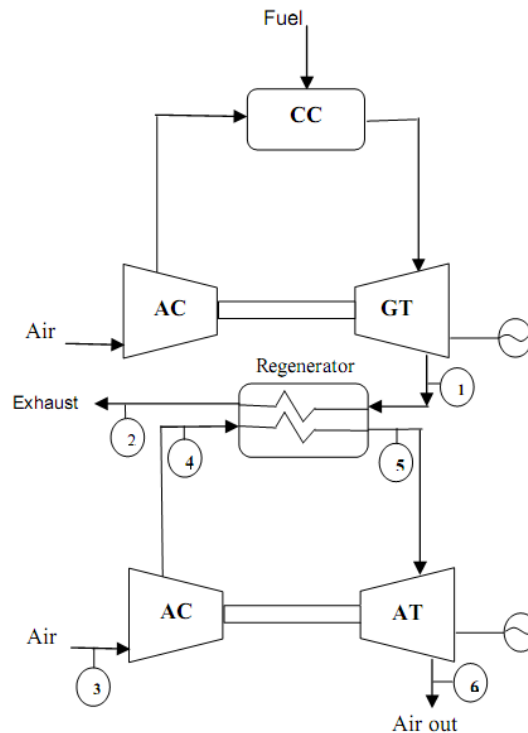 Fuel
CC
AC
GT
Air
Regenerator
1
Exhaust
2
4
5
AC
AT
Air
3
6
Air out